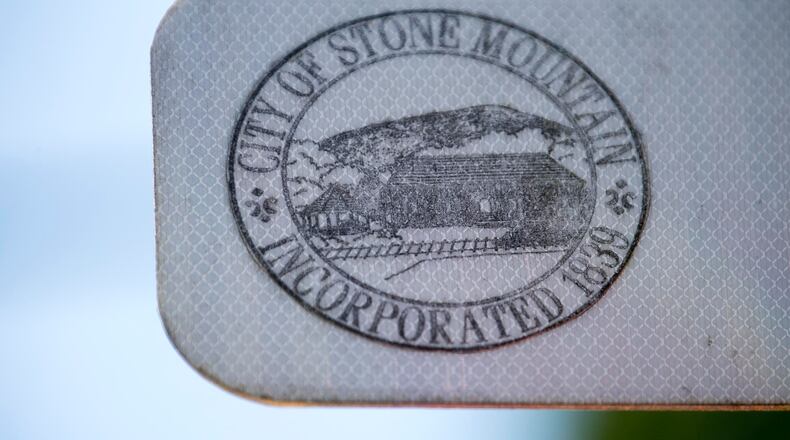 CITY OF STONE MOUNTAIN
INCORPORATED 1839